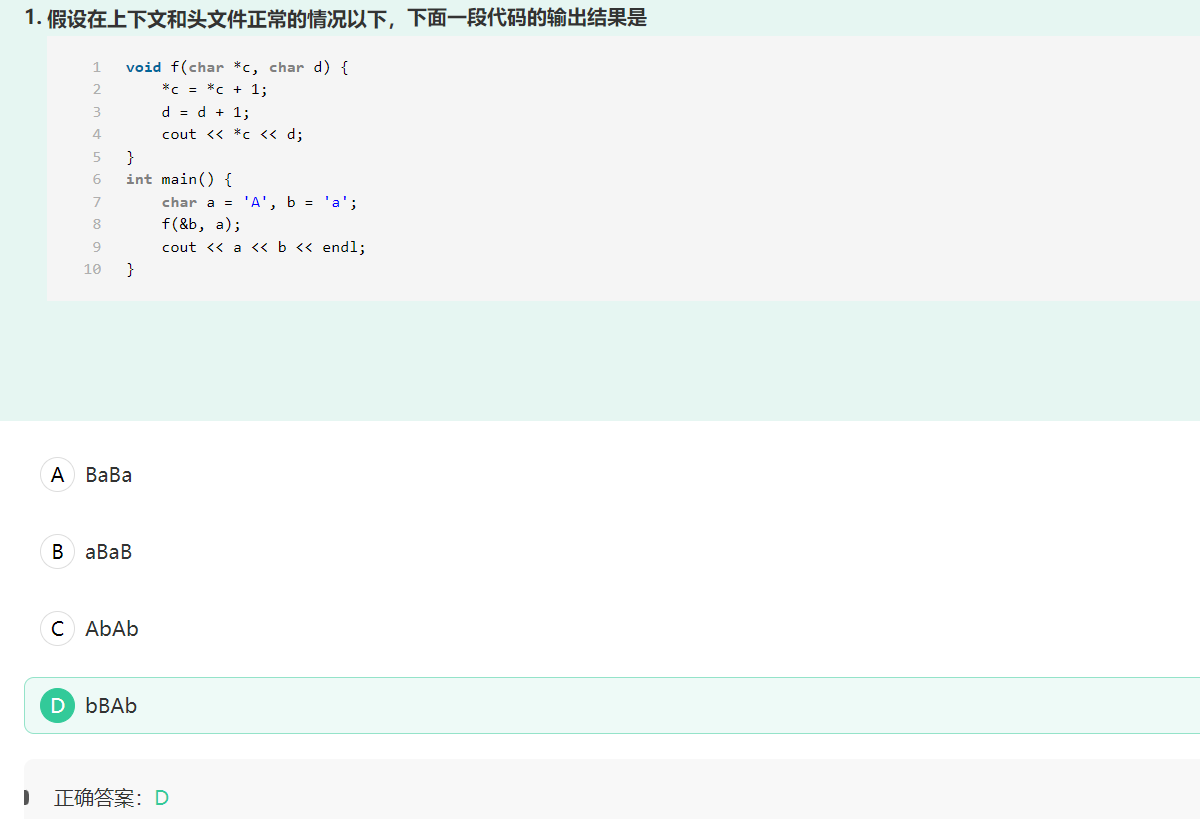 1. 假设在上下文和头文件正常的情况以下，下面一段代码的输出结果是
1 void f(char *c, char d) {
2 *c = *c + 1;
3 d = d + 1;
4 cout << *c << d;
5 }
6 int main() {
7 char a = 'A', b = 'a';
8 f(&b, a);
9 cout << a << b << endl;
10 }
A BaBa
B aBaB
C AbAb
D bBAb
正确答案：D